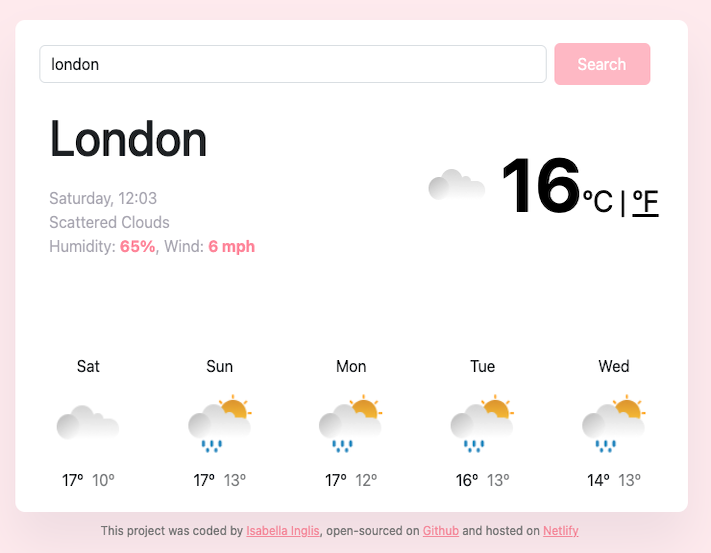 london
Search
London
Saturday, 12:03
Scattered Clouds
Humidity: 65%, Wind: 6 mph
16°C | °F
Sat Sun Mon Tue Wed
17° 10° 17° 13° 17° 12° 16° 13° 14° 13°
This project was coded by Isabella Inglis, open-sourced on Github and hosted on Netlify